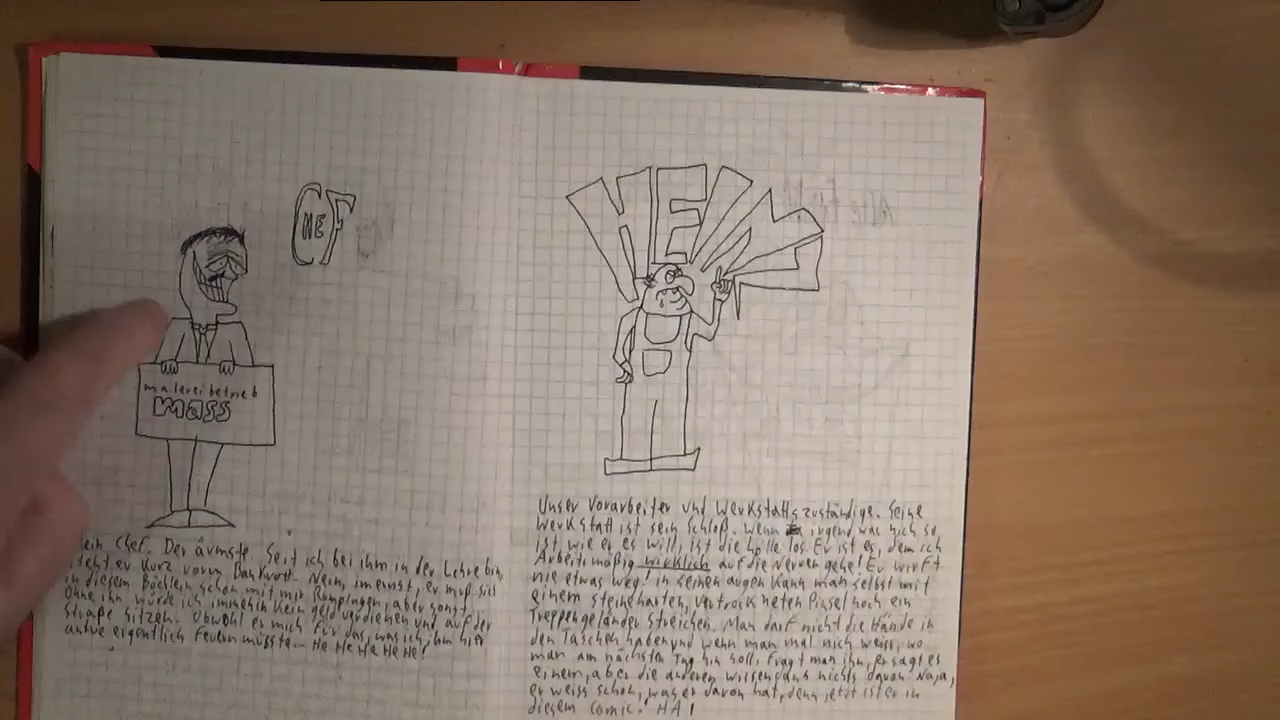 CHEF
malereibetrieb
mass
mein Chef. Der ärmste. Seit ich bei ihm in der Lehre bin,
steht er kurz vorm Bankrott. Nein, im ernst, er muß sich
in diesem Büchlein schon mit mir rumplagen, aber sonst
Ohne ihn würde ich immerhin kein geld verdienen und auf der
Straße sitzen. Obwohl er mich für das, was ich ihm hier
antue eigentlich feuern müsste... He He He He He!
Unser Vorarbeiter und Werkstattszuständige. Seine
Werkstatt ist sein Schloß. Wenn irgend was nich so
ist, wie er es will, ist die hölle los. Er ist es, dem ich
Arbeitsmäßig wirklich auf die Nerven gehe! Er wirft
nie etwas weg! in seinen augen kann man selbst mit
einem steinharten, vertrockneten Pinsel noch ein
Treppengeländer streichen. Man darf nicht die Hände in
den Taschen haben und wenn man mal nich weiss, wo
man am nächsten Tag hin soll, fragt man ihn, er sagt es
einem, aber die anderen wissen dann nichts davon. Naja,
er weiss schon, was er davon hat, denn jetzt ist er in
diesem Comic! HA!